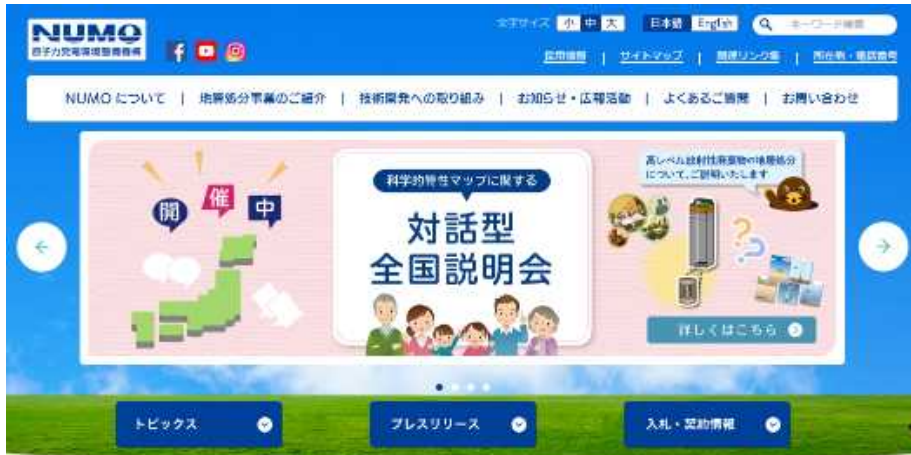 NUMO
原子力発電環境整備機構
文字サイズ 小 中 大 日本語 English キーワード検索
採用情報 | サイトマップ | 関連リンク集 | 所在地・電話番号
NUMOについて | 地層処分事業のご紹介 | 技術開発への取り組み | お知らせ・広報活動 | よくあるご質問 | お問い合わせ
開催中
科学的特性マップに関する
対話型
全国説明会
高レベル放射性廃棄物の地層処分
について、ご説明いたします
詳しくはこちら
トピックス
プレスリリース
入札・契約情報